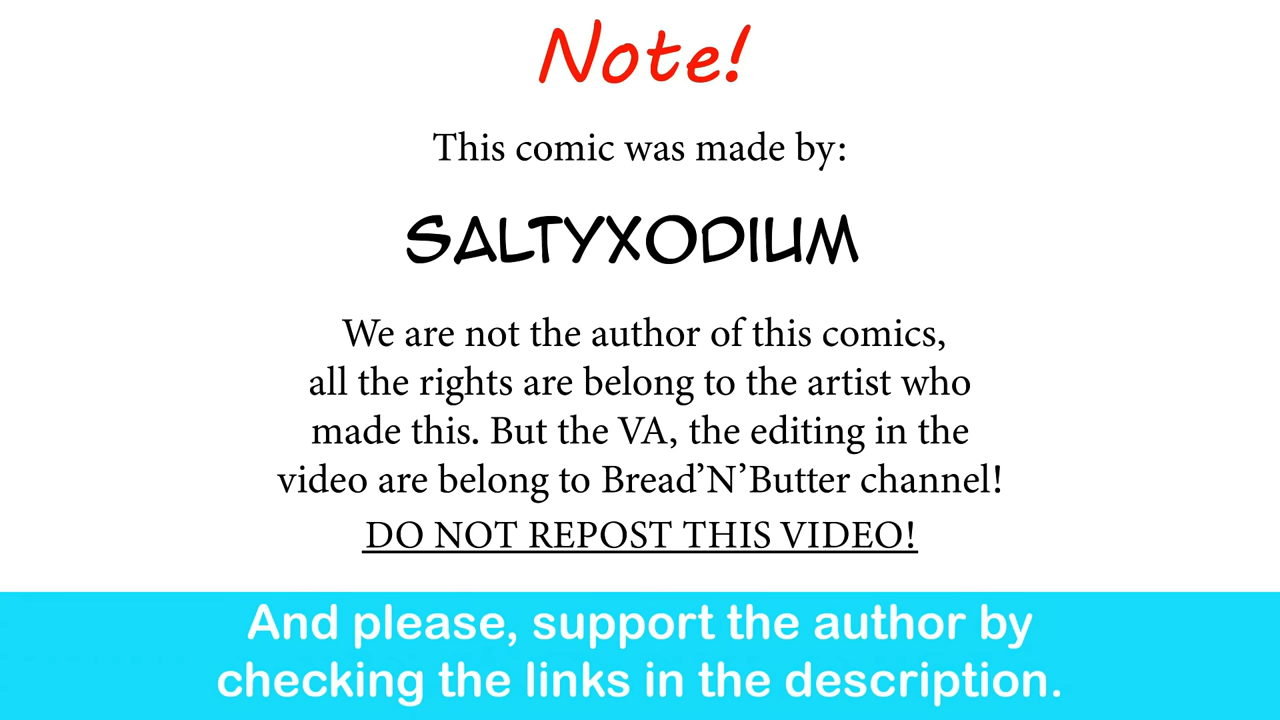 Note!
This comic was made by:
SALTYXODIUM
We are not the author of this comics,
all the rights are belong to the artist who
made this. But the VA, the editing in the
video are belong to Bread’N’Butter channel!
DO NOT REPOST THIS VIDEO!
And please, support the author by
checking the links in the description.